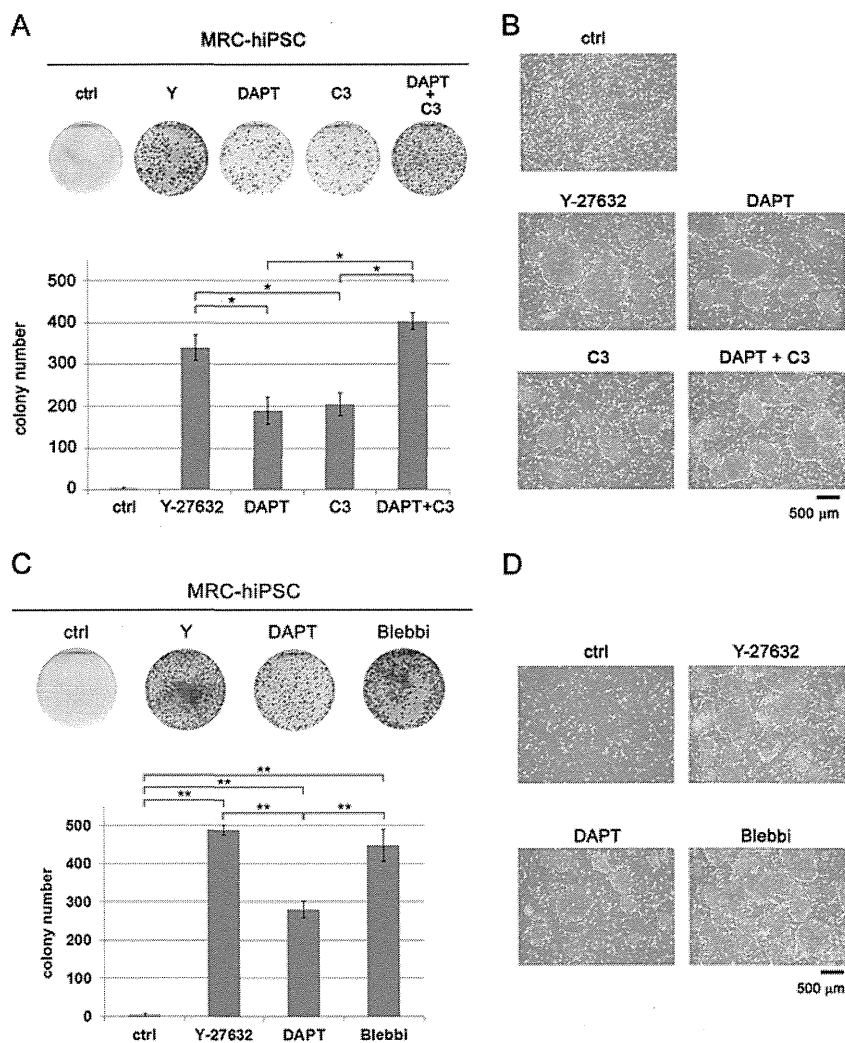 A
MRC-hiPSC
ctrl
Y
DAPT
C3
DAPT
+
C3
*
*
*
*
500
400
300
200
100
0
colony number
ctrl
Y-27632
DAPT
C3
DAPT+C3
B
ctrl
Y-27632
DAPT
C3
DAPT + C3
500 μm
C
MRC-hiPSC
ctrl
Y
DAPT
Blebbi
**
**
**
**
**
500
400
300
200
100
0
colony number
ctrl
Y-27632
DAPT
Blebbi
D
ctrl
Y-27632
DAPT
Blebbi
500 μm